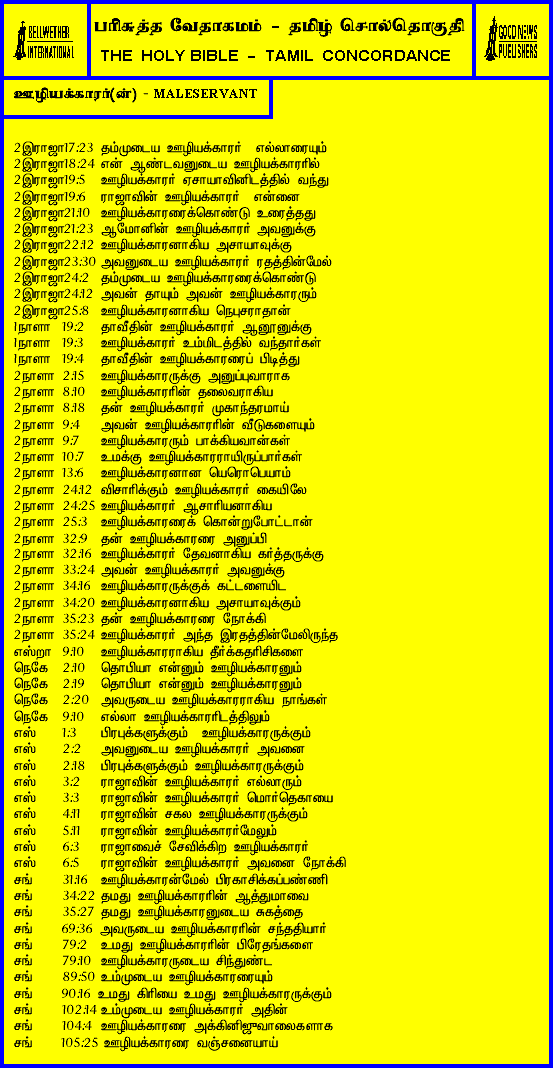 BELLWETHER INTERNATIONAL
பரிசுத்த வேதாகமம் - தமிழ் சொல்தொகுதி
THE HOLY BIBLE - TAMIL CONCORDANCE
GOOD NEWS PUBLISHERS
ஊழியக்காரர்(ன்) - MALESERVANT
2இராஜா17:23 தம்முடைய ஊழியக்காரர் எல்லாரையும்
2இராஜா18:24 என் ஆண்டவனுடைய ஊழியக்காரரில்
2இராஜா19:5 ஊழியக்காரர் ஏசாயாவினிடத்தில் வந்து
2இராஜா19:6 ராஜாவின் ஊழியக்காரர் என்னை
2இராஜா21:10 ஊழியக்காரரைக்கொண்டு உரைத்தது
2இராஜா21:23 ஆமோனின் ஊழியக்காரர் அவனுக்கு
2இராஜா22:12 ஊழியக்காரனாகிய அசாயாவுக்கு
2இராஜா23:30 அவனுடைய ஊழியக்காரர் ரதத்தின்மேல்
2இராஜா24:2 தம்முடைய ஊழியக்காரரைக்கொண்டு
2இராஜா24:12 அவன் தாயும் அவன் ஊழியக்காரரும்
2இராஜா25:8 ஊழியக்காரனாகிய நெபுசராதான்
1நாளா 19:2 தாவீதின் ஊழியக்காரர் ஆனூனுக்கு
1நாளா 19:3 ஊழியக்காரர் உம்மிடத்தில் வந்தார்கள்
1நாளா 19:4 தாவீதின் ஊழியக்காரரைப் பிடித்து
2நாளா 2:15 ஊழியக்காரருக்கு அனுப்புவாராக
2நாளா 8:10 ஊழியக்காரரின் தலைவராகிய
2நாளா 8:18 தன் ஊழியக்காரர் முகாந்தரமாய்
2நாளா 9:4 அவன் ஊழியக்காரரின் வீடுகளையும்
2நாளா 9:7 ஊழியக்காரரும் பாக்கியவான்கள்
2நாளா 10:7 உமக்கு ஊழியக்காரராயிருப்பார்கள்
2நாளா 13:6 ஊழியக்காரனான யெரொபெயாம்
2நாளா 24:12 விசாரிக்கும் ஊழியக்காரர் கையிலே
2நாளா 24:25 ஊழியக்காரர் ஆசாரியனாகிய
2நாளா 25:3 ஊழியக்காரரைக் கொன்றுபோட்டான்
2நாளா 32:9 தன் ஊழியக்காரரை அனுப்பி
2நாளா 32:16 ஊழியக்காரர் தேவனாகிய கர்த்தருக்கு
2நாளா 33:24 அவன் ஊழியக்காரர் அவனுக்கு
2நாளா 34:16 ஊழியக்காரருக்குக் கட்டளையிட
2நாளா 34:20 ஊழியக்காரனாகிய அசாயாவுக்கும்
2நாளா 35:23 தன் ஊழியக்காரரை நோக்கி
2நாளா 35:24 ஊழியக்காரர் அந்த இரதத்தின்மேலிருந்த
எஸ்றா 9:10 ஊழியக்காரராகிய தீர்க்கதரிசிகளை
நெகே 2:10 தொபியா என்னும் ஊழியக்காரனும்
நெகே 2:19 தொபியா என்னும் ஊழியக்காரனும்
நெகே 2:20 அவருடைய ஊழியக்காரராகிய நாங்கள்
நெகே 9:10 எல்லா ஊழியக்காரரிடத்திலும்
எஸ் 1:3 பிரபுக்களுக்கும் ஊழியக்காரருக்கும்
எஸ் 2:2 அவனுடைய ஊழியக்காரர் அவனை
எஸ் 2:18 பிரபுக்களுக்கும் ஊழியக்காரருக்கும்
எஸ் 3:2 ராஜாவின் ஊழியக்காரர் எல்லாரும்
எஸ் 3:3 ராஜாவின் ஊழியக்காரர் மொர்தெகாயை
எஸ் 4:11 ராஜாவின் சகல ஊழியக்காரருக்கும்
எஸ் 5:11 ராஜாவின் ஊழியக்காரர்மேலும்
எஸ் 6:3 ராஜாவைச் சேவிக்கிற ஊழியக்காரர்
எஸ் 6:5 ராஜாவின் ஊழியக்காரர் அவனை நோக்கி
சங் 31:16 ஊழியக்காரன்மேல் பிரகாசிக்கப்பண்ணி
சங் 34:22 தமது ஊழியக்காரரின் ஆத்துமாவை
சங் 35:27 தமது ஊழியக்காரனுடைய சுகத்தை
சங் 69:36 அவருடைய ஊழியக்காரரின் சந்ததியார்
சங் 79:2 உமது ஊழியக்காரரின் பிரேதங்களை
சங் 79:10 ஊழியக்காரருடைய சிந்துண்ட
சங் 89:50 உம்முடைய ஊழியக்காரரையும்
சங் 90:16 உமது கிரியை உமது ஊழியக்காரருக்கும்
சங் 102:14 உம்முடைய ஊழியக்காரர் அதின்
சங் 104:4 ஊழியக்காரரை அக்கினிஜுவாலைகளாக
சங் 105:25 ஊழியக்காரரை வஞ்சனையாய்